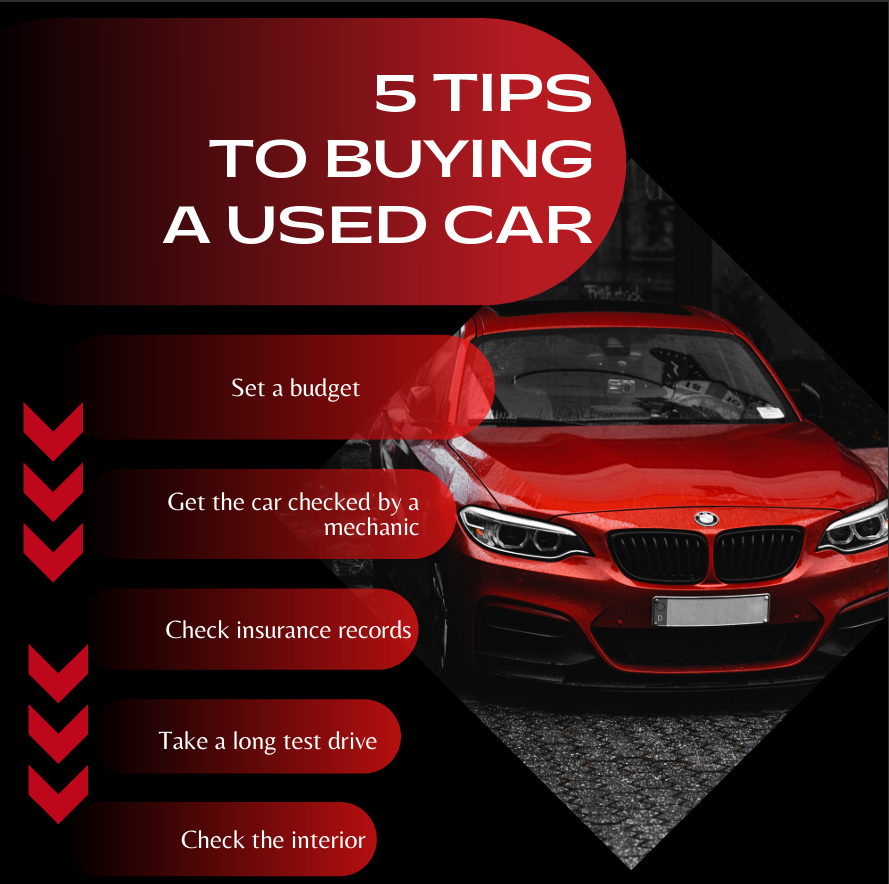 5 TIPS
TO BUYING
A USED CAR
Frühstück
Set a budget
Get the car checked by a
mechanic
Check insurance records
Take a long test drive
Check the interior